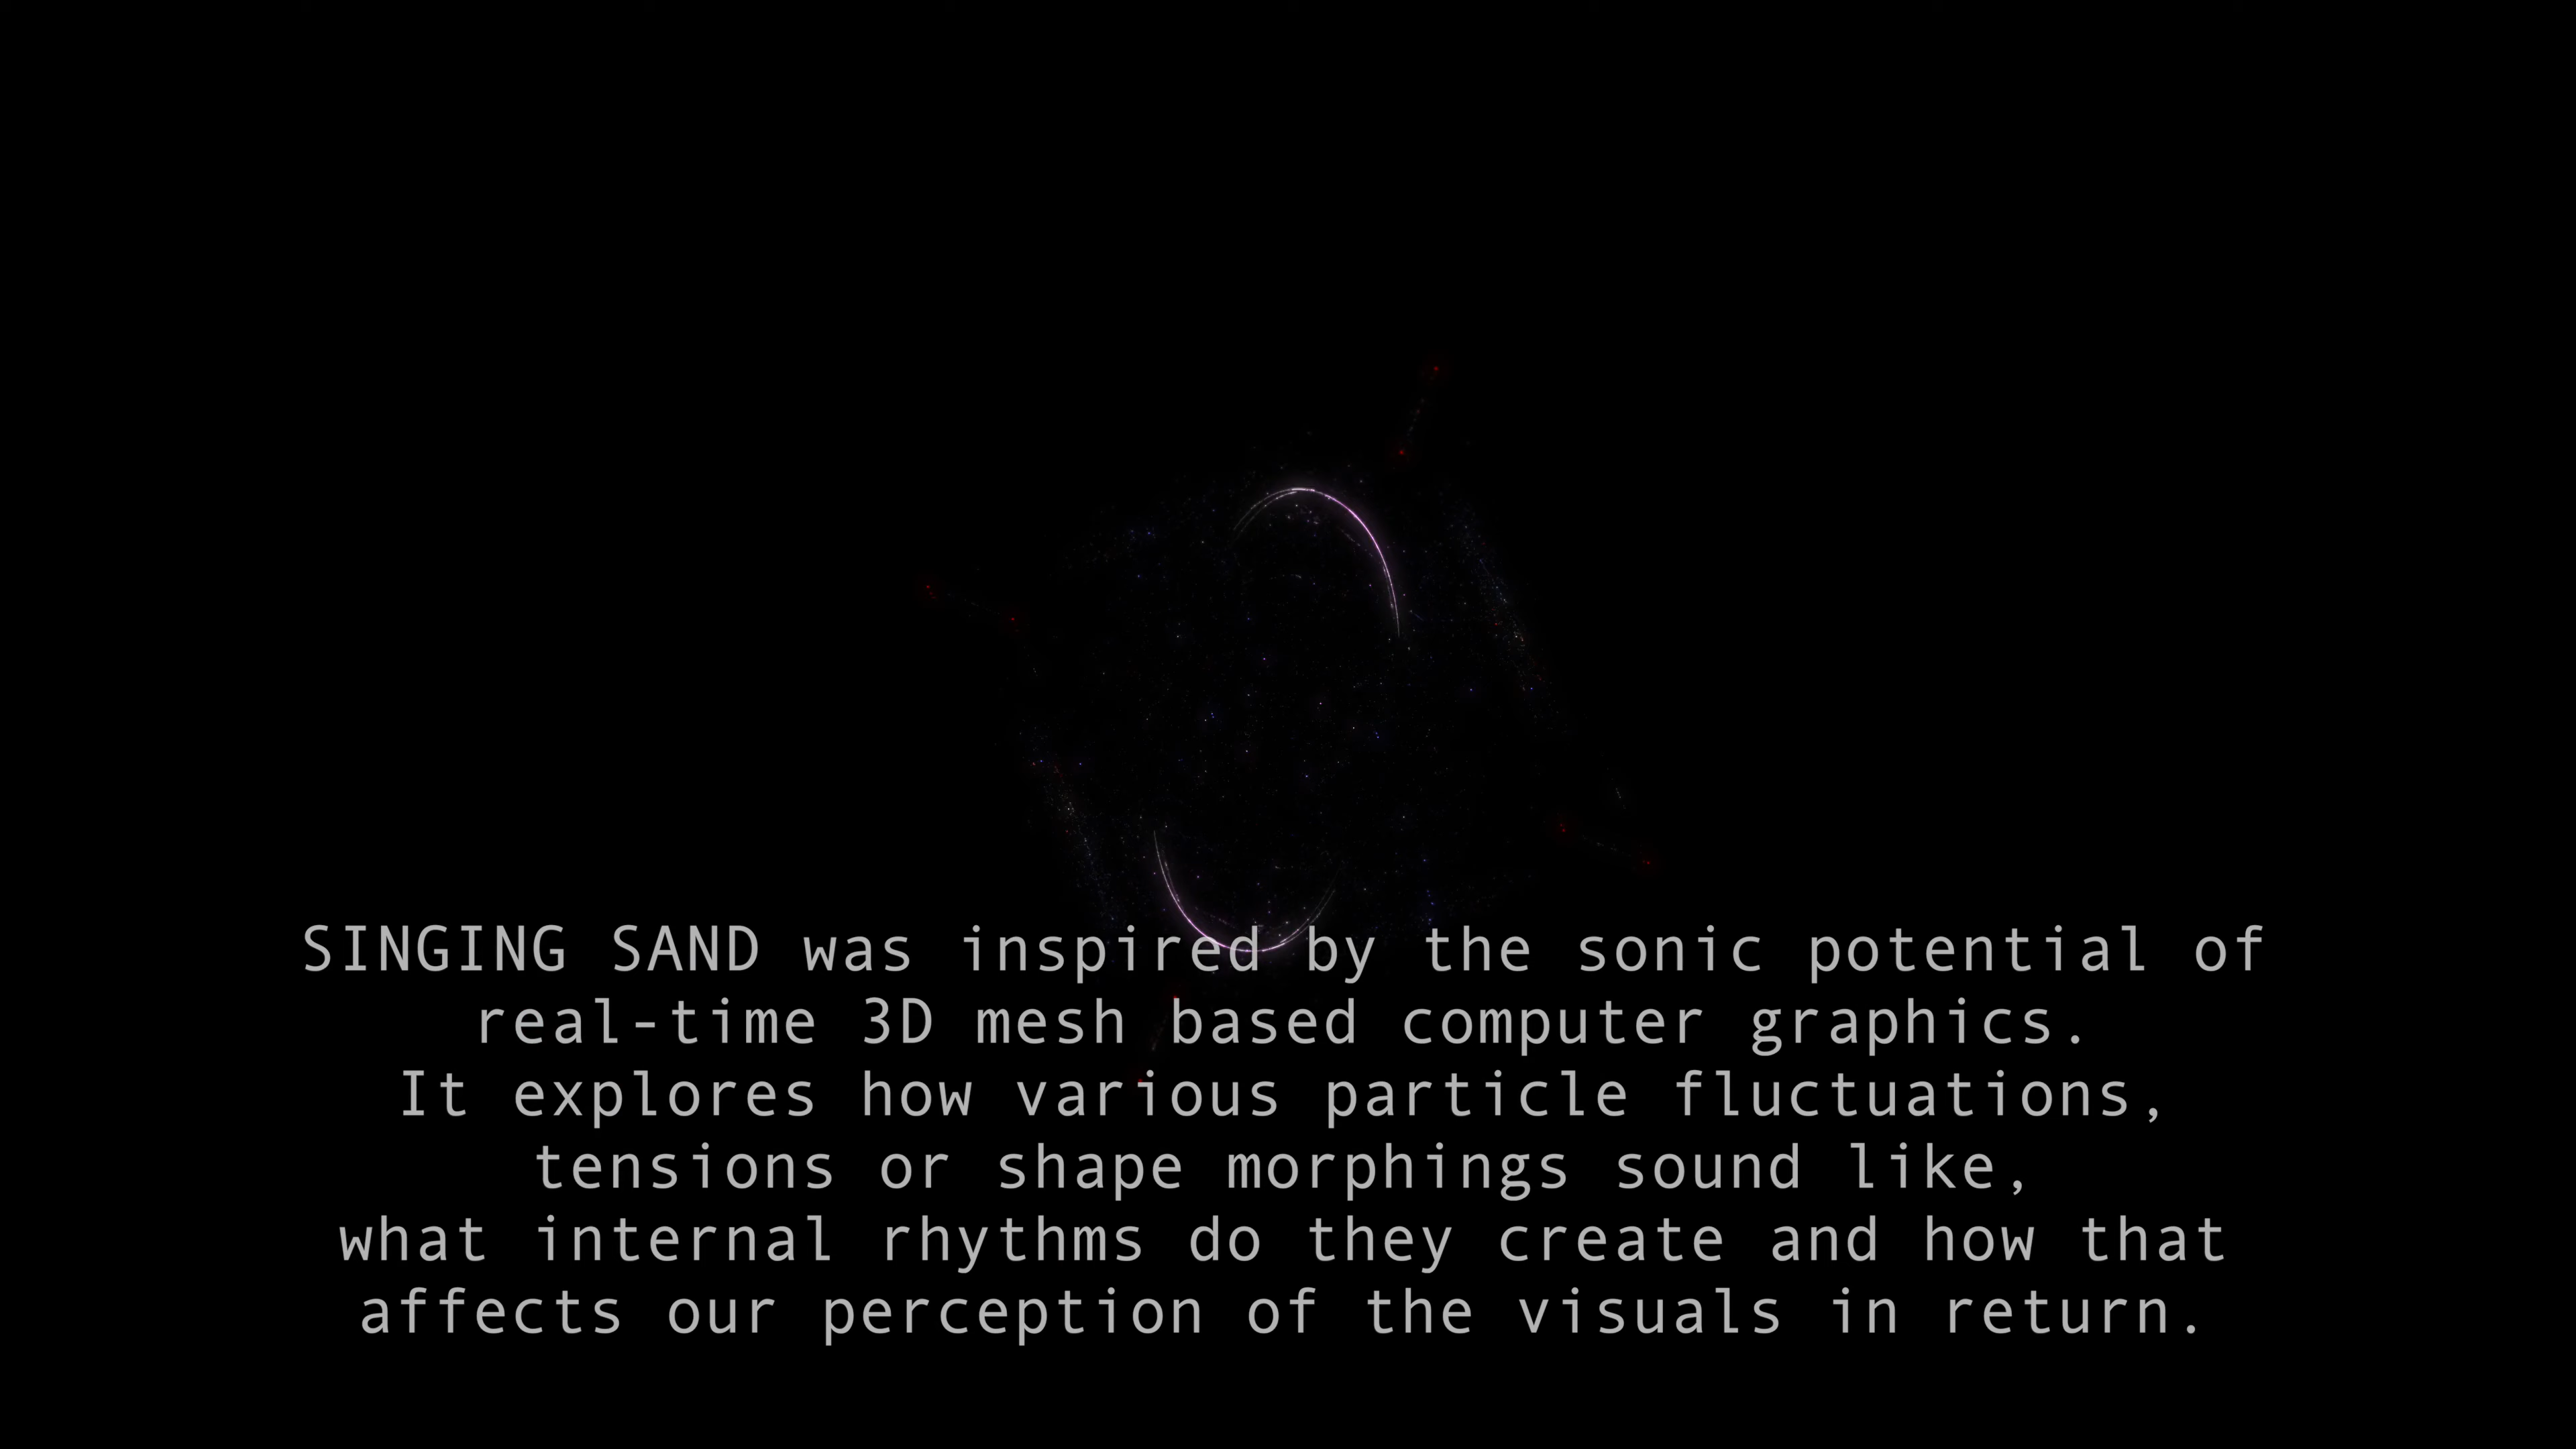 SINGING SAND was inspired by the sonic potential of
real-time 3D mesh based computer graphics.
It explores how various particle fluctuations,
tensions or shape morphings sound like,
what internal rhythms do they create and how that
affects our perception of the visuals in return.